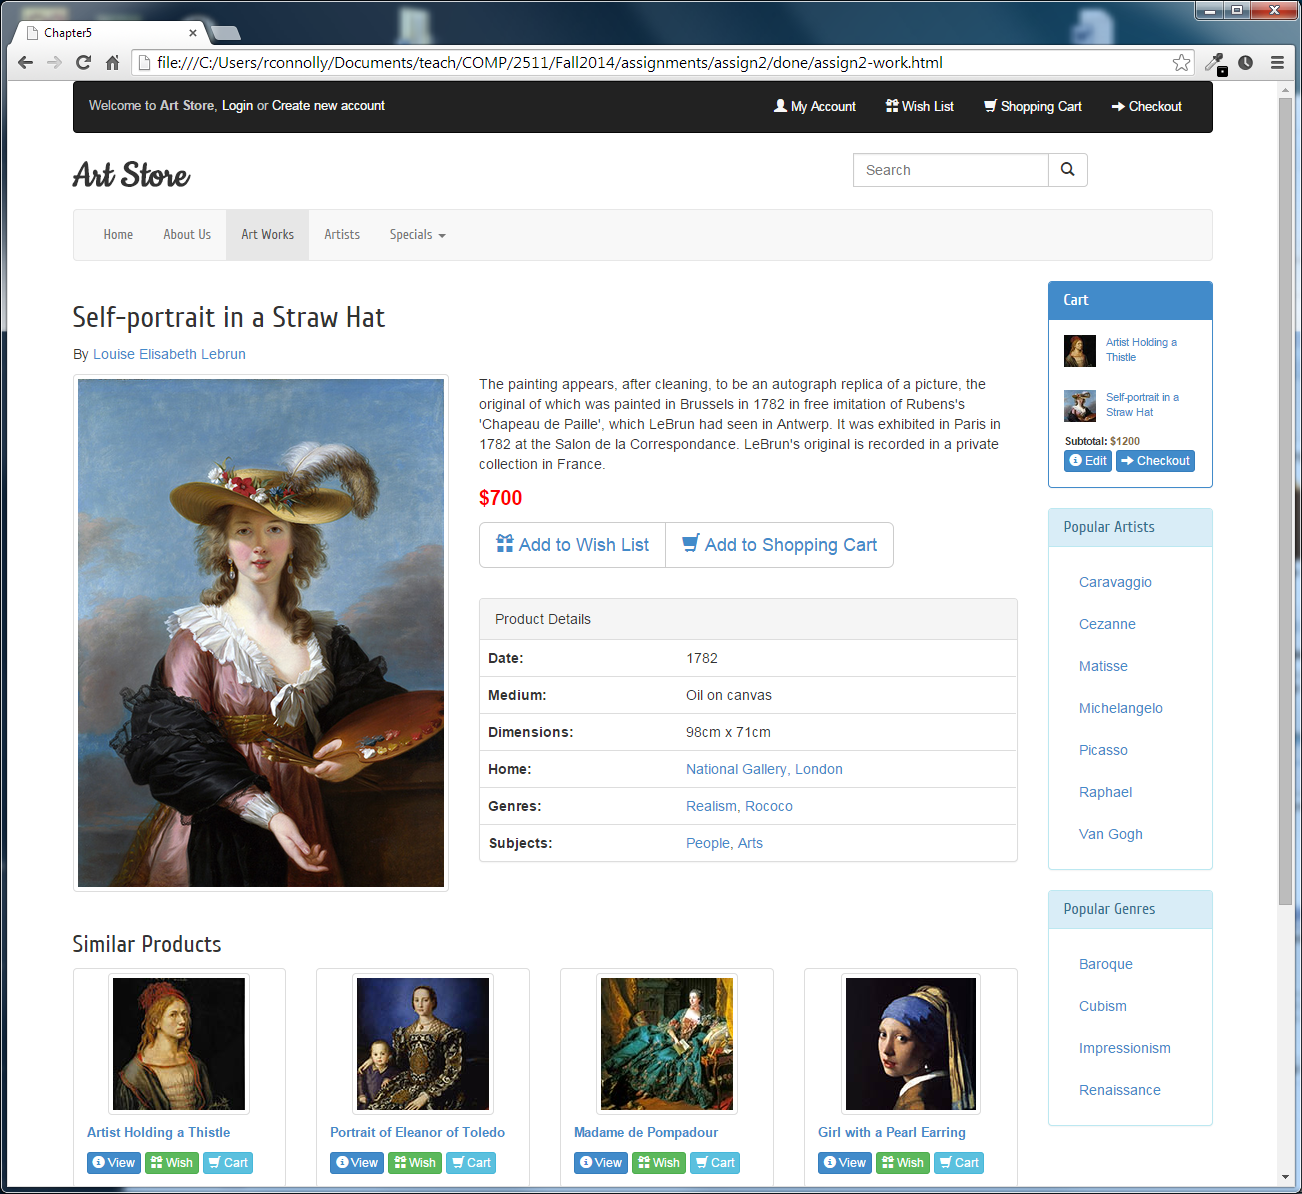 Chapter5
file:///C:/Users/rconnolly/Documents/teach/COMP/2511/Fall2014/assignments/assign2/done/assign2-work.html
Welcome to Art Store, Login or Create new account
My Account Wish List Shopping Cart Checkout
Art Store
Search
Home About Us Art Works Artists Specials
Self-portrait in a Straw Hat
By Louise Elisabeth Lebrun
The painting appears, after cleaning, to be an autograph replica of a picture, the
original of which was painted in Brussels in 1782 in free imitation of Rubens's
'Chapeau de Paille', which LeBrun had seen in Antwerp. It was exhibited in Paris in
1782 at the Salon de la Correspondance. LeBrun's original is recorded in a private
collection in France.
$700
Add to Wish List Add to Shopping Cart
Product Details
Date: 1782
Medium: Oil on canvas
Dimensions: 98cm x 71cm
Home: National Gallery, London
Genres: Realism, Rococo
Subjects: People, Arts
Similar Products
Artist Holding a Thistle
View Wish Cart
Portrait of Eleanor of Toledo
View Wish Cart
Madame de Pompadour
View Wish Cart
Girl with a Pearl Earring
View Wish Cart
Cart
Artist Holding a
Thistle
Self-portrait in a
Straw Hat
Subtotal: $1200
Edit Checkout
Popular Artists
Caravaggio
Cezanne
Matisse
Michelangelo
Picasso
Raphael
Van Gogh
Popular Genres
Baroque
Cubism
Impressionism
Renaissance